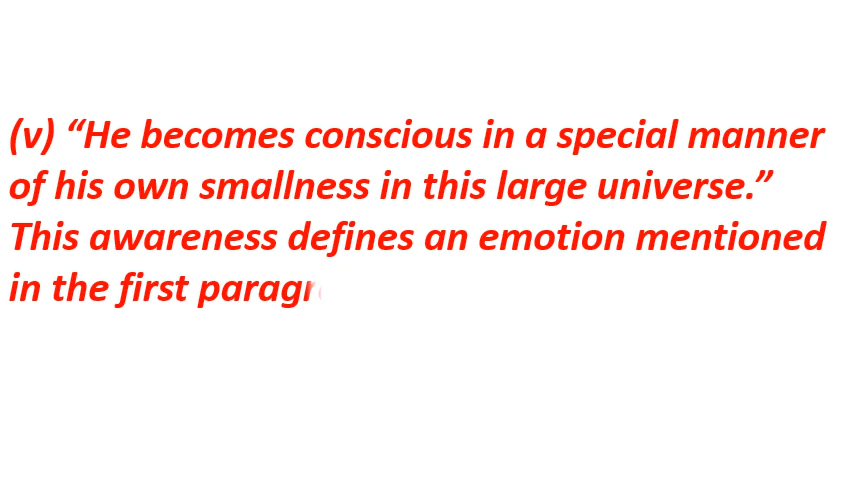 (v) “He becomes conscious in a special manner
of his own smallness in this large universe.”
This awareness defines an emotion mentioned
in the first